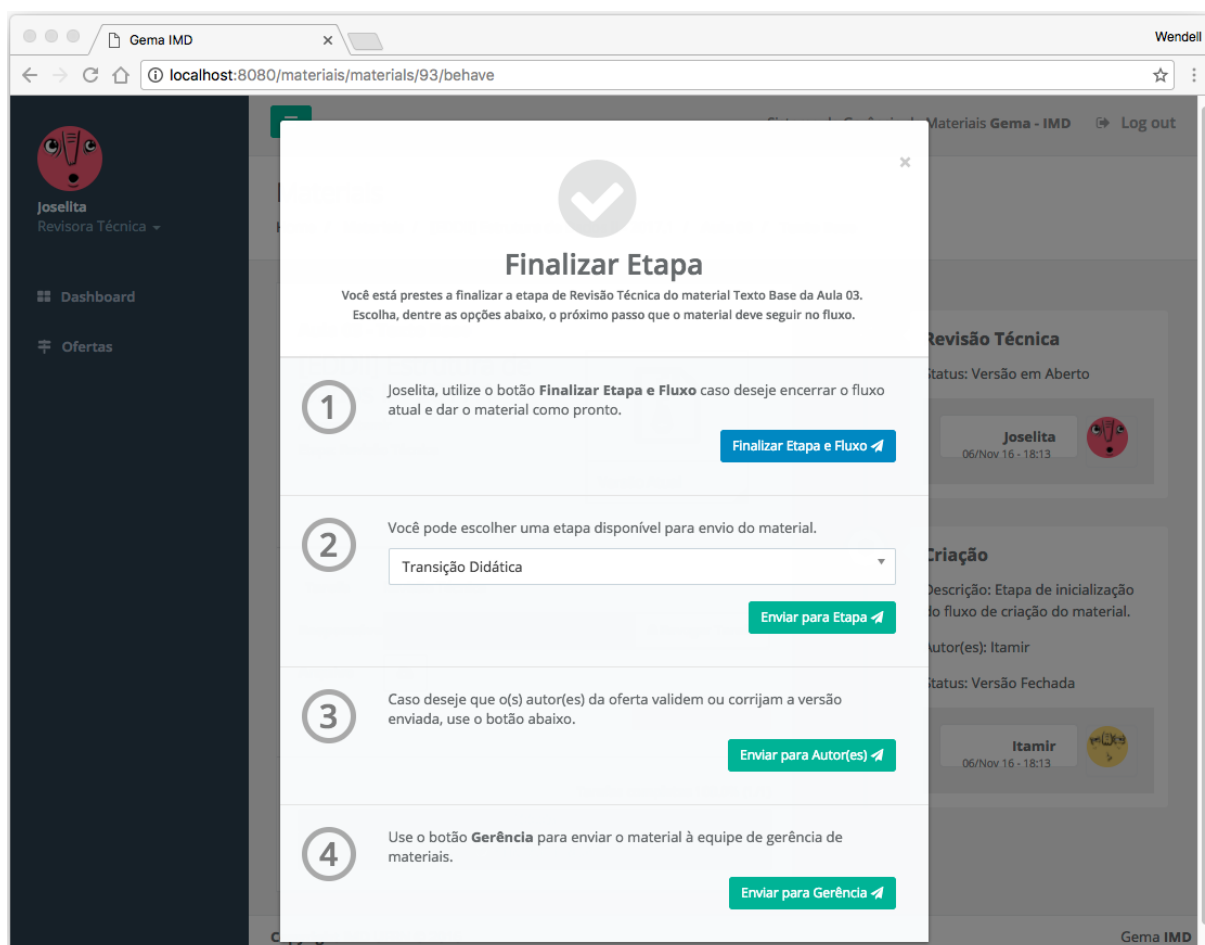 Gema IMD
Wendell
localhost:8080/materiais/materials/93/behave
Materiais Gema - IMD
Log out
Joselita
Revisora Técnica
Dashboard
Ofertas
Finalizar Etapa
Você está prestes a finalizar a etapa de Revisão Técnica do material Texto Base da Aula 03.
Escolha, dentre as opções abaixo, o próximo passo que o material deve seguir no fluxo.
1
Joselita, utilize o botão Finalizar Etapa e Fluxo caso deseje encerrar o fluxo
atual e dar o material como pronto.
Finalizar Etapa e Fluxo
2
Você pode escolher uma etapa disponível para envio do material.
Transição Didática
Enviar para Etapa
3
Caso deseje que o(s) autor(es) da oferta validem ou corrijam a versão
enviada, use o botão abaixo.
Enviar para Autor(es)
4
Use o botão Gerência para enviar o material à equipe de gerência de
materiais.
Enviar para Gerência
Revisão Técnica
Status: Versão em Aberto
Joselita
06/Nov 16 - 18:13
Criação
Descrição: Etapa de inicialização
do fluxo de criação do material.
Autor(es): Itamir
Status: Versão Fechada
Itamir
06/Nov 16 - 18:13
Gema IMD